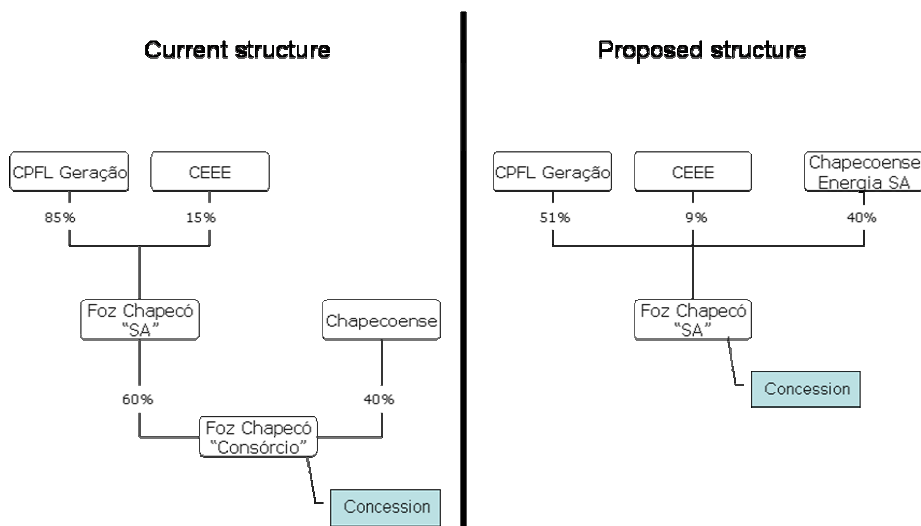 Current structure
CPFL Geração
CEEE
85%
15%
Foz Chapecó
"SA"
Chapecoense
60%
40%
Foz Chapecó
"Consórcio"
Concession
Proposed structure
CPFL Geração
CEEE
Chapecoense
Energia SA
51%
9%
40%
Foz Chapecó
"SA"
Concession